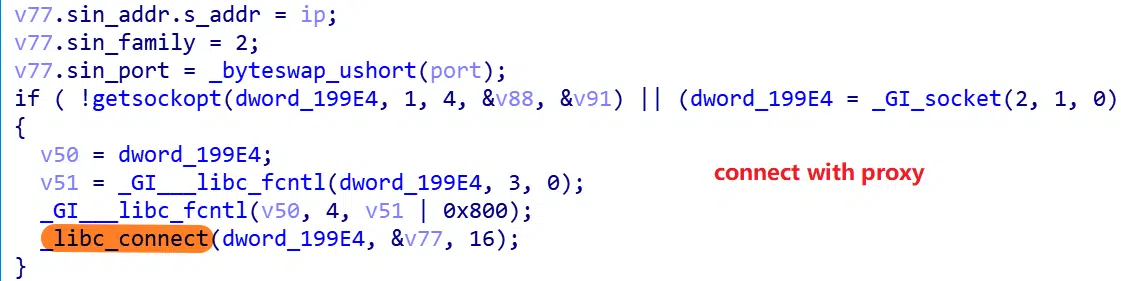 v77.sin_addr.s_addr = ip;
v77.sin_family = 2;
v77.sin_port = _byteswap_ushort(port);
if ( !getsockopt(dword_199E4, 1, 4, &v88, &v91) || (dword_199E4 = _GI_socket(2, 1, 0)
{
v50 = dword_199E4;
v51 = _GI___libc_fcntl(dword_199E4, 3, 0);
connect with proxy
_GI___libc_fcntl(v50, 4, v51 | 0x800);
_libc_connect(dword_199E4, &v77, 16);
}